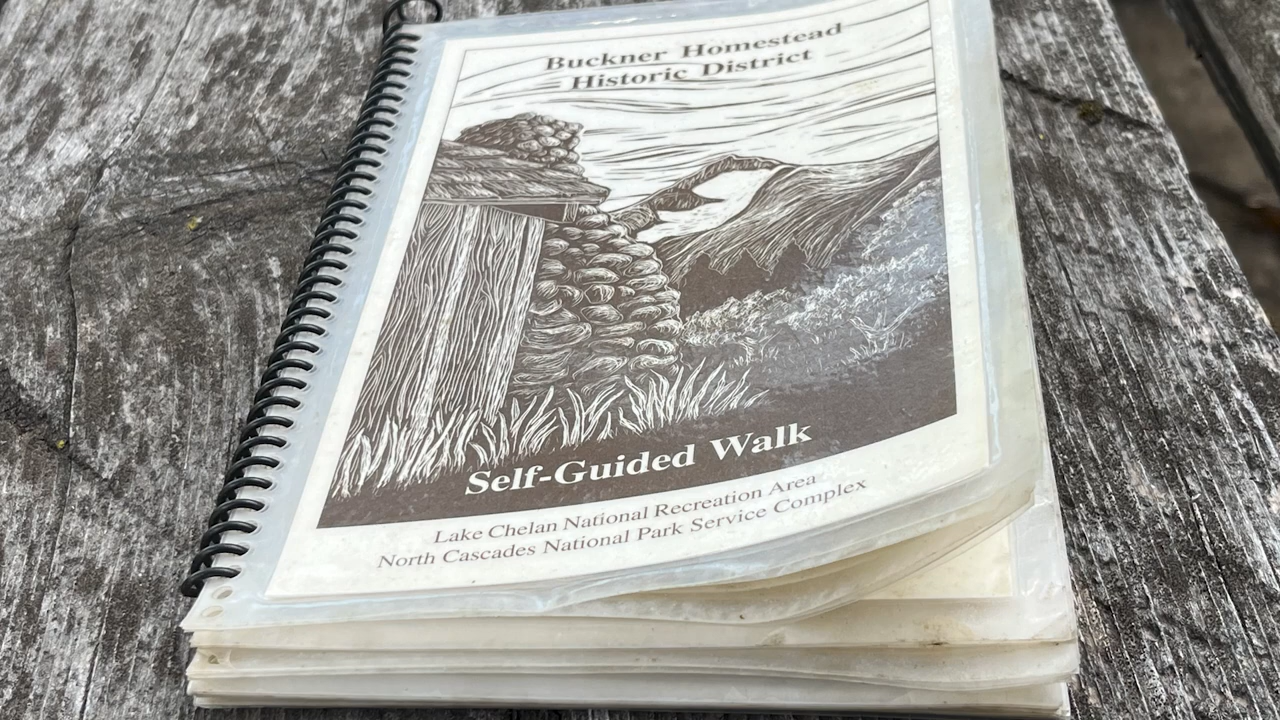 Buckner Homestead
Historic District
Self-Guided Walk
Lake Chelan National Recreation Area
North Cascades National Park Service Complex